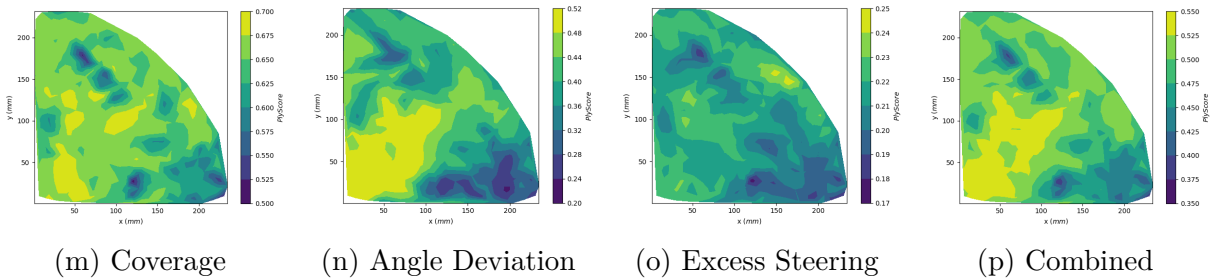 200
150
100
50
y (mm)
50 100 150 200
x (mm)
0.700
0.675
0.650
0.625
0.600
0.575
0.550
0.525
0.500
PlyScore
(m) Coverage
200
150
100
50
y (mm)
50 100 150 200
x (mm)
0.52
0.48
0.44
0.40
0.36
0.32
0.28
0.24
0.20
PlyScore
(n) Angle Deviation
200
150
100
50
y (mm)
50 100 150 200
x (mm)
0.25
0.24
0.23
0.22
0.21
0.20
0.19
0.18
0.17
PlyScore
(o) Excess Steering
200
150
100
50
y (mm)
50 100 150 200
x (mm)
0.550
0.525
0.500
0.475
0.450
0.425
0.400
0.375
0.350
PlyScore
(p) Combined